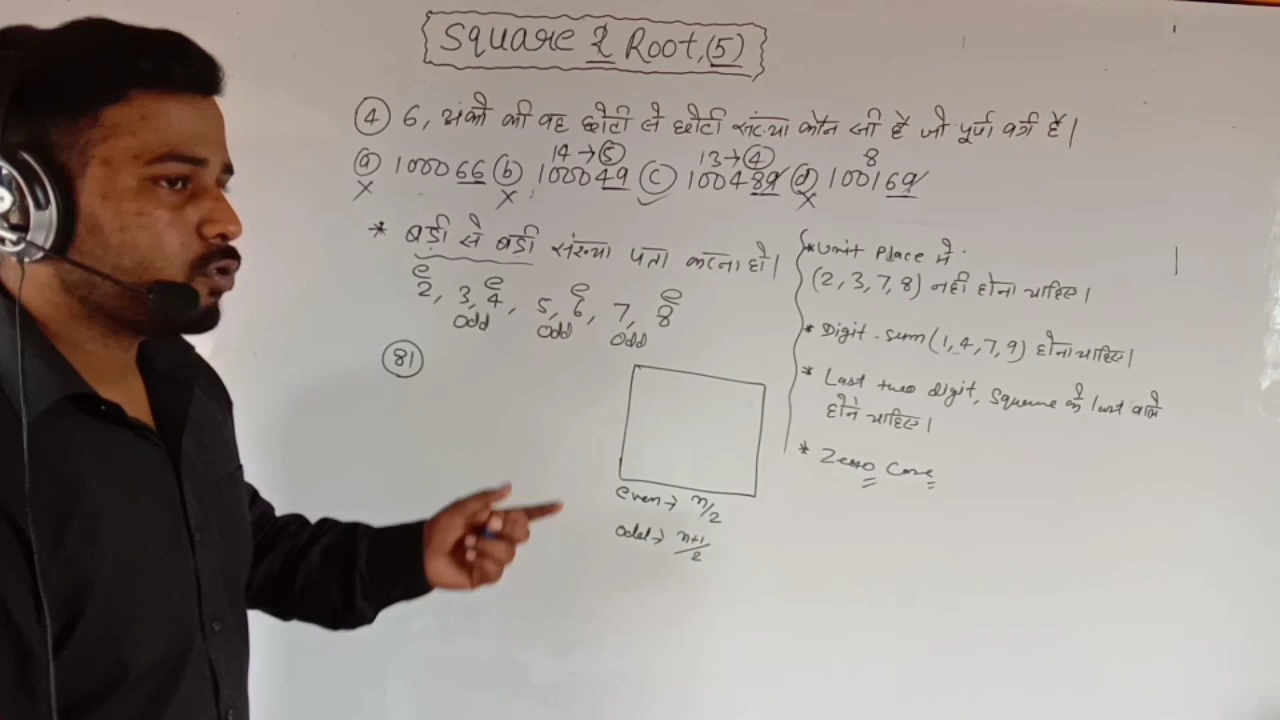 Square & Root, (5)
④ 6, अंको की वह छोटी से छोटी संख्या कौन सी है जो पूर्ण वर्ग है।
14 → ⑤ 13 → ④ 8
ⓐ 100066 ⓑ 100049 ⓒ 100489 ⓓ 100169
X X ✓ X
* बड़ी से बड़ी संख्या पता करना हो।
e e e e
2, 3, 4, 5, 6, 7, 8
odd odd odd
81
even → n/2
odd → n+1/2
* Unit Place में
(2, 3, 7, 8) नही होना चाहिए।
* Digit - sum (1, 4, 7, 9) होना चाहिए।
* Last two digit, Square के last वाले
होने चाहिए।
* Zero